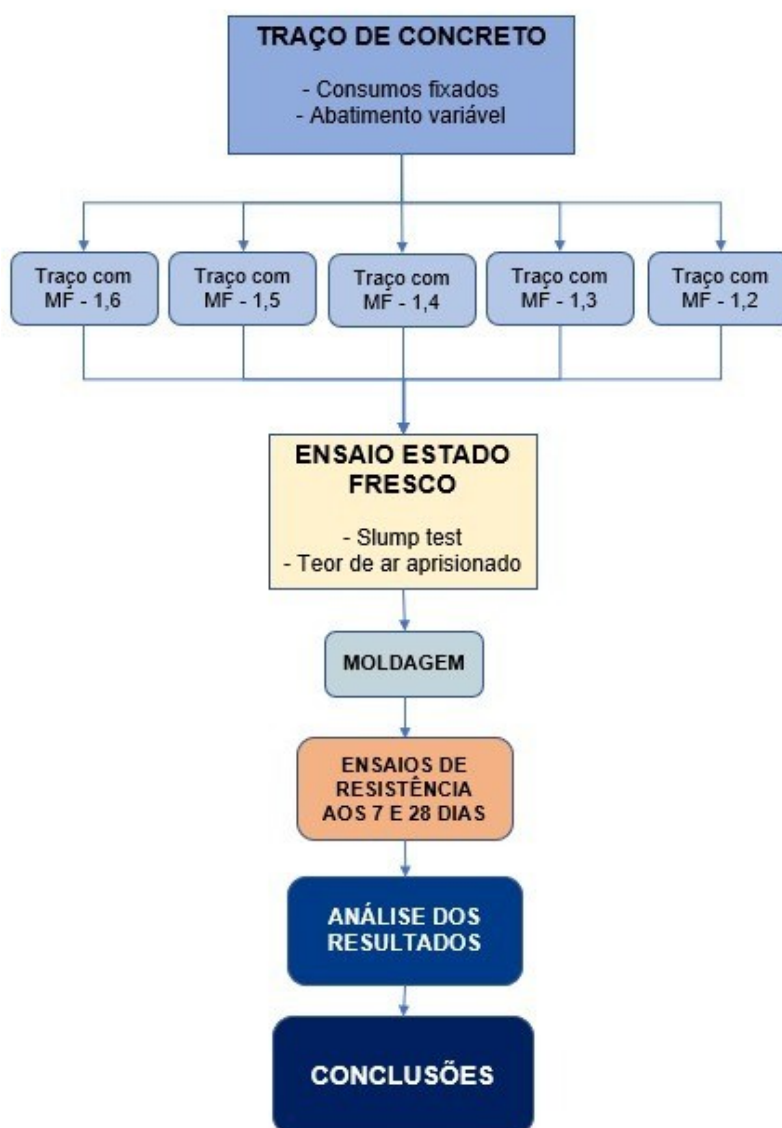 TRAÇO DE CONCRETO
- Consumos fixados
- Abatimento variável
Traço com
MF - 1,6
Traço com
MF - 1,5
Traço com
MF - 1,4
Traço com
MF - 1,3
Traço com
MF - 1,2
ENSAIO ESTADO
FRESCO
- Slump test
- Teor de ar aprisionado
MOLDAGEM
ENSAIOS DE
RESISTÊNCIA
AOS 7 E 28 DIAS
ANÁLISE DOS
RESULTADOS
CONCLUSÕES